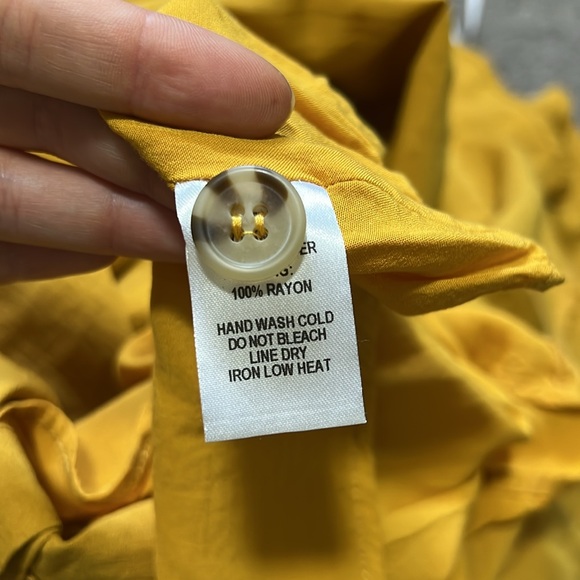 100% RAYON
HAND WASH COLD
DO NOT BLEACH
LINE DRY
IRON LOW HEAT